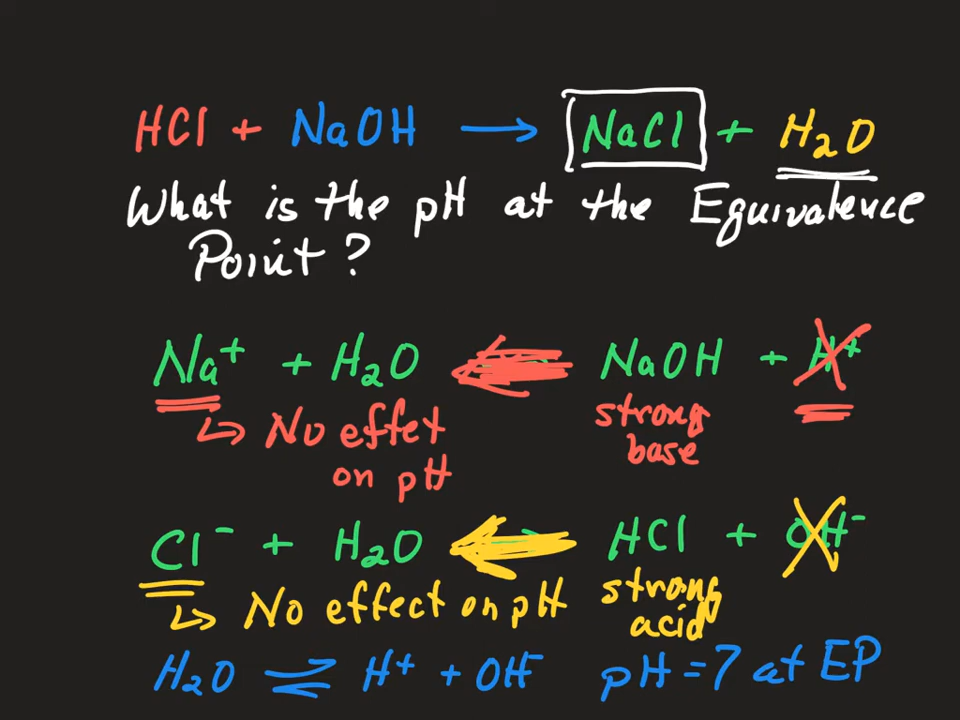 HCl + NaOH → NaCl + H₂O
What is the pH at the Equivalence
Point?
Na⁺ + H₂O ← NaOH + H⁺
↳ No effet
on pH
strong
base
Cl⁻ + H₂O ← HCl + OH⁻
↳ No effect on pH
strong
acid
H₂O ⇌ H⁺ + OH⁻ pH = 7 at EP